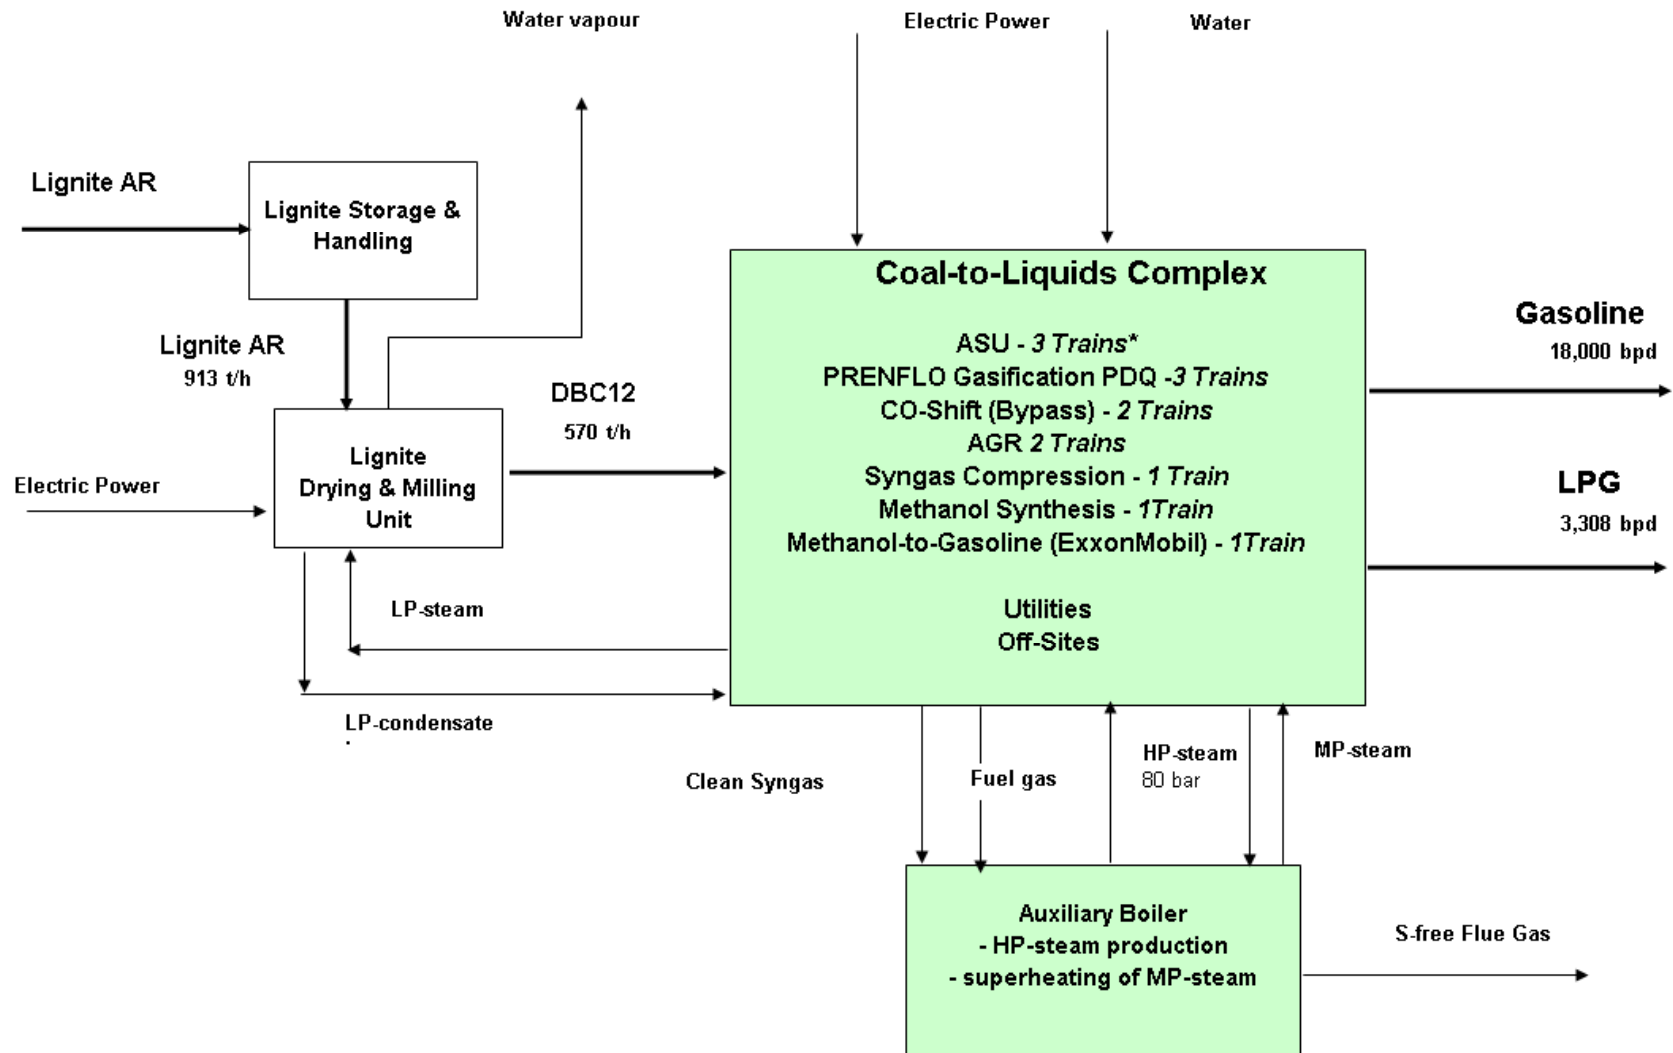 Water vapour
Electric Power
Water
Lignite AR
Lignite Storage &
Handling
Lignite AR
913 t/h
DBC12
570 t/h
Electric Power
Lignite
Drying & Milling
Unit
LP-steam
LP-condensate
.
Coal-to-Liquids Complex
ASU - 3 Trains*
PRENFLO Gasification PDQ -3 Trains
CO-Shift (Bypass) - 2 Trains
AGR 2 Trains
Syngas Compression - 1 Train
Methanol Synthesis - 1Train
Methanol-to-Gasoline (ExxonMobil) - 1Train
Utilities
Off-Sites
Gasoline
18,000 bpd
LPG
3,308 bpd
Clean Syngas
Fuel gas
HP-steam
80 bar
MP-steam
Auxiliary Boiler
- HP-steam production
- superheating of MP-steam
S-free Flue Gas